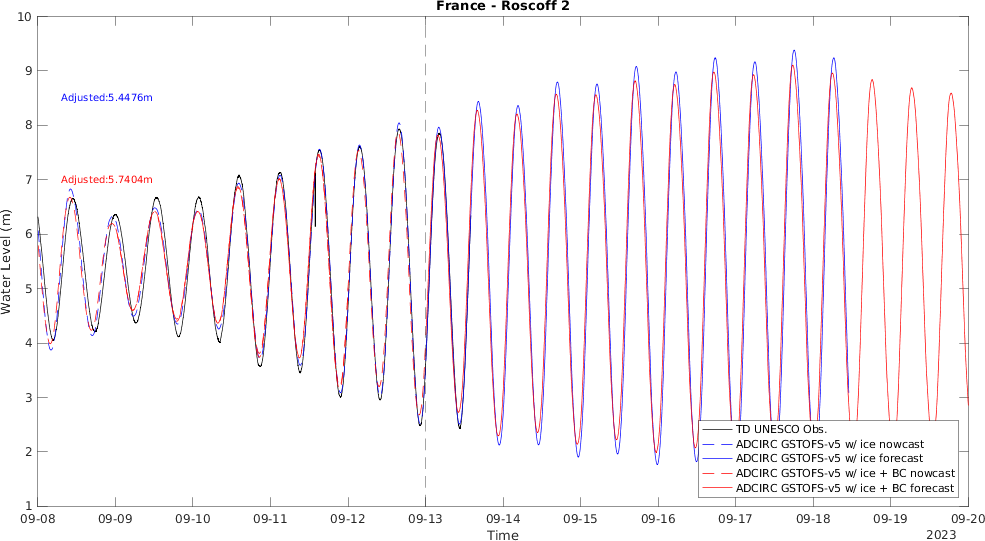 France - Roscoff 2
10
9
8
7
6
5
4
3
2
1
Water Level (m)
Adjusted:5.4476m
Adjusted:5.7404m
TD UNESCO Obs.
ADCIRC GSTOFS-v5 w/ ice nowcast
ADCIRC GSTOFS-v5 w/ ice forecast
ADCIRC GSTOFS-v5 w/ ice + BC nowcast
ADCIRC GSTOFS-v5 w/ ice + BC forecast
09-08 09-09 09-10 09-11 09-12 09-13 09-14 09-15 09-16 09-17 09-18 09-19 09-20
Time
2023